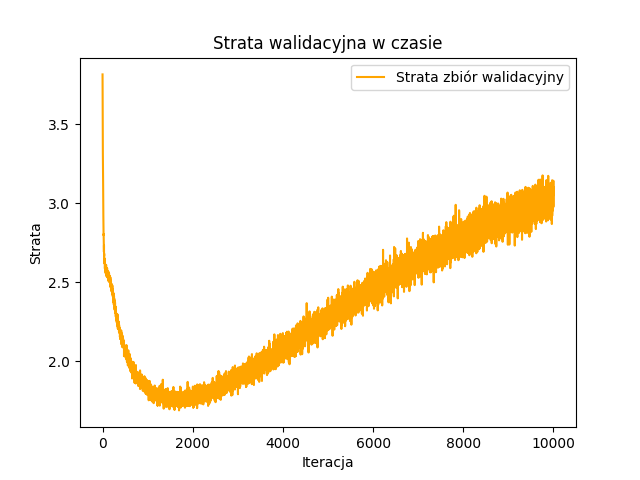 Strata walidacyjna w czasie
Strata zbiór walidacyjny
3.5
3.0
2.5
2.0
Strata
0
2000
4000
6000
8000
10000
Iteracja